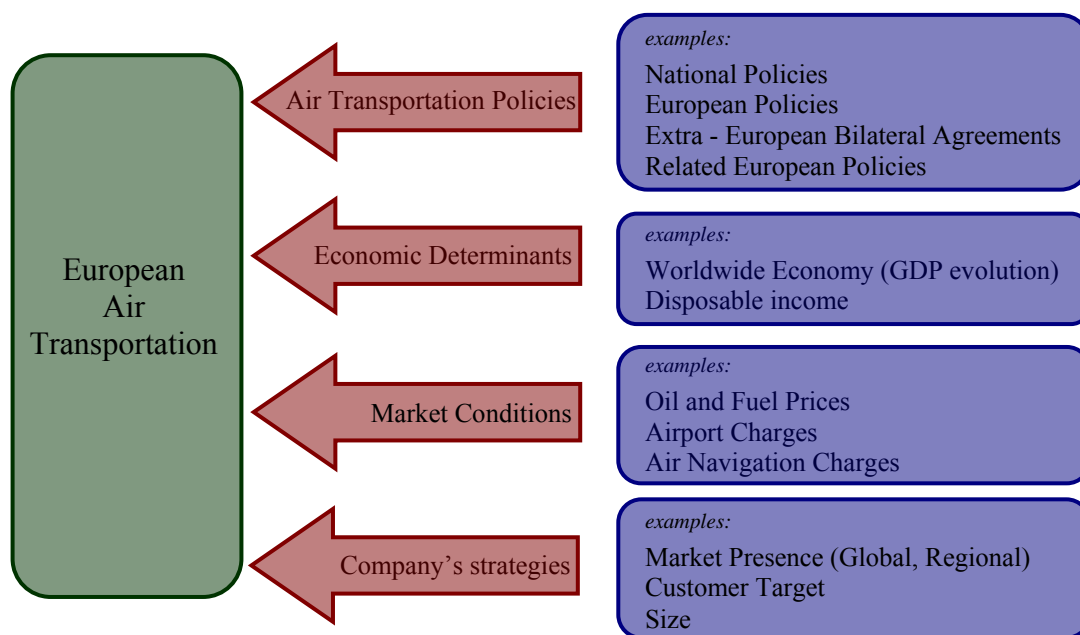 European
Air
Transportation
Air Transportation Policies
examples:
National Policies
European Policies
Extra - European Bilateral Agreements
Related European Policies
Economic Determinants
examples:
Worldwide Economy (GDP evolution)
Disposable income
Market Conditions
examples:
Oil and Fuel Prices
Airport Charges
Air Navigation Charges
Company’s strategies
examples:
Market Presence (Global, Regional)
Customer Target
Size